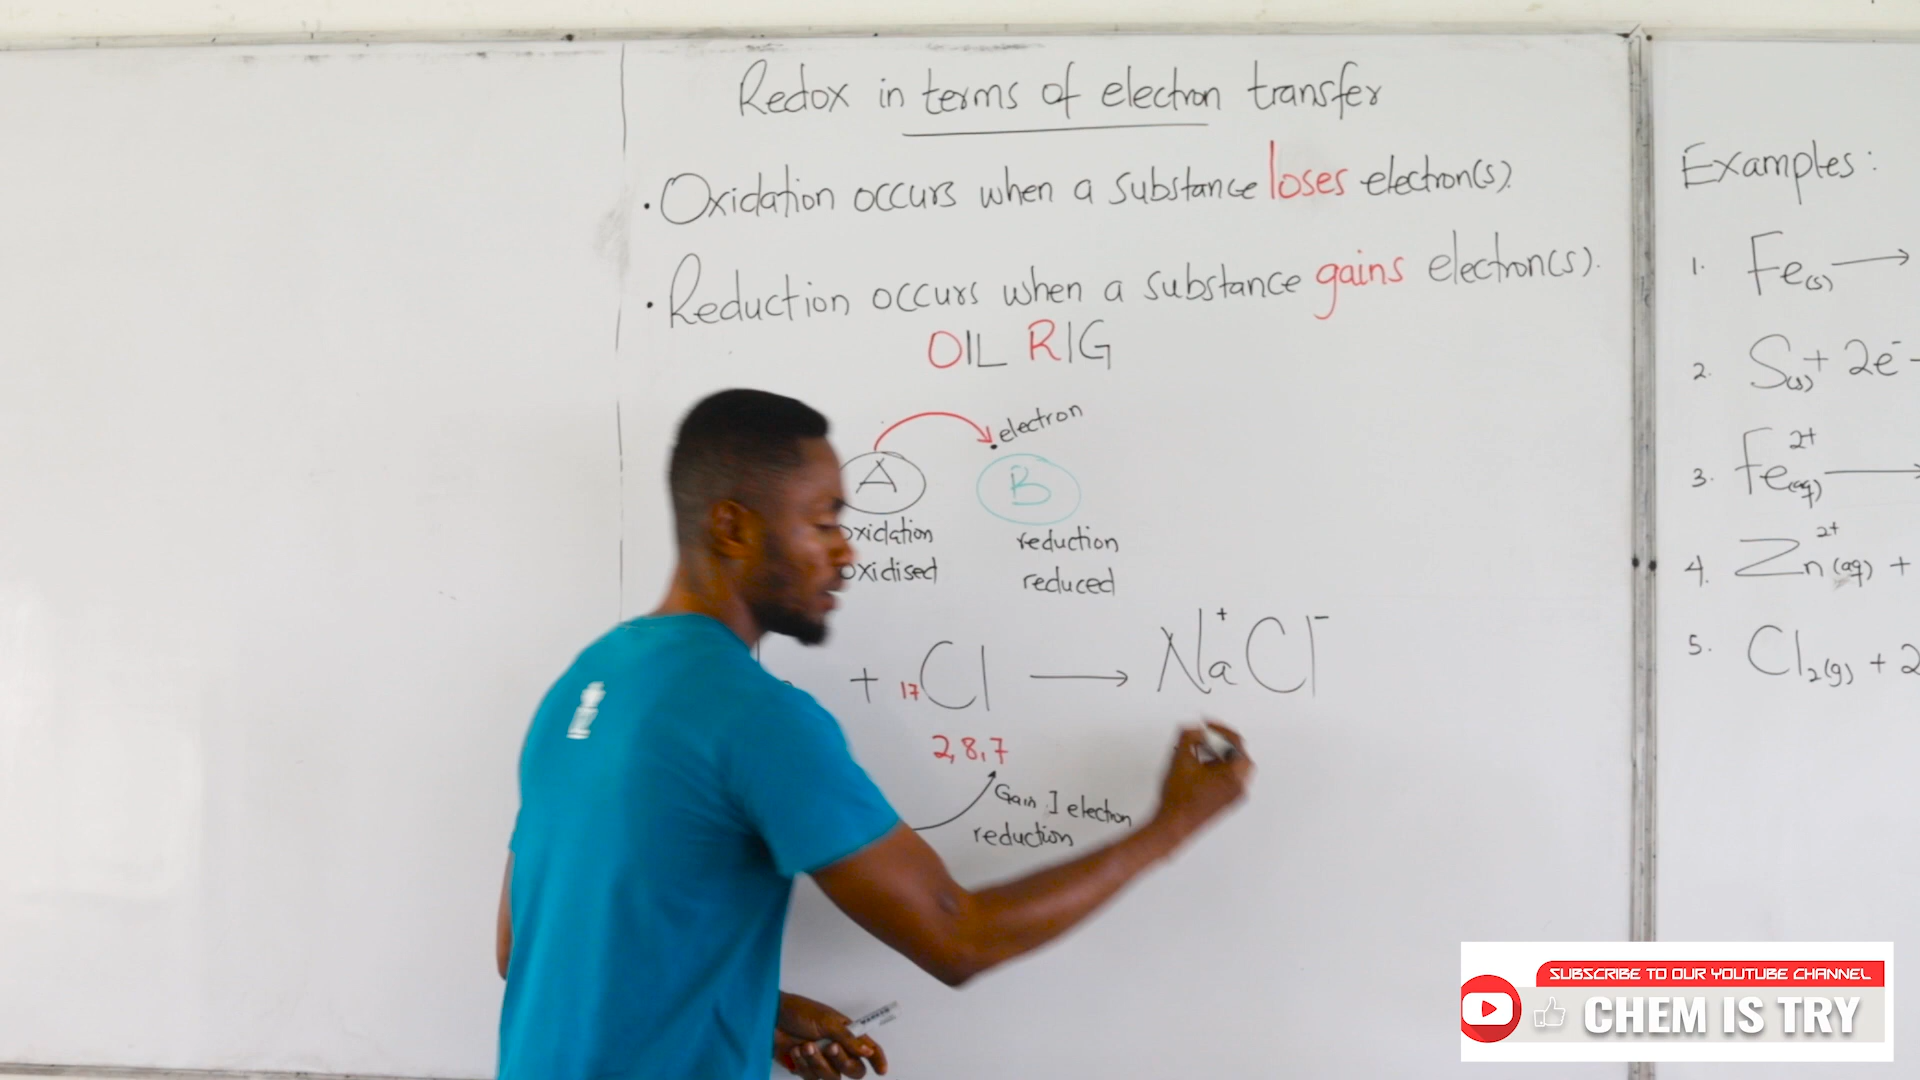 Redox in terms of electron transfer
• Oxidation occurs when a substance loses electron(s).
• Reduction occurs when a substance gains electron(s).
OIL RIG
electron
A
B
oxidation
oxidised
reduction
reduced
+ 17Cl → Na⁺Cl⁻
2,8,7
Gain 1 electron
reduction
Examples:
1. Fe(s) →
2. S(s) + 2e⁻
3. Fe²⁺(aq) →
4. Zn²⁺(aq) +
5. Cl₂(g) + 2
SUBSCRIBE TO OUR YOUTUBE CHANNEL
CHEM IS TRY